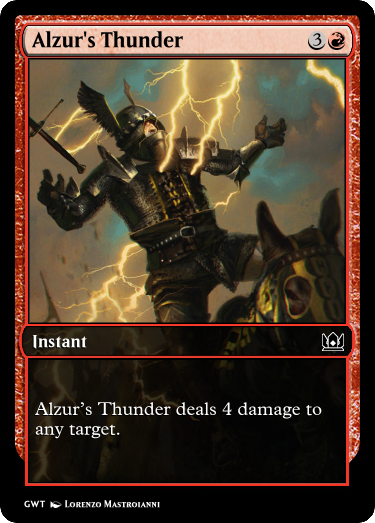 Alzur's Thunder 3
Instant
Alzur's Thunder deals 4 damage to
any target.
GWT Lorenzo Mastroianni